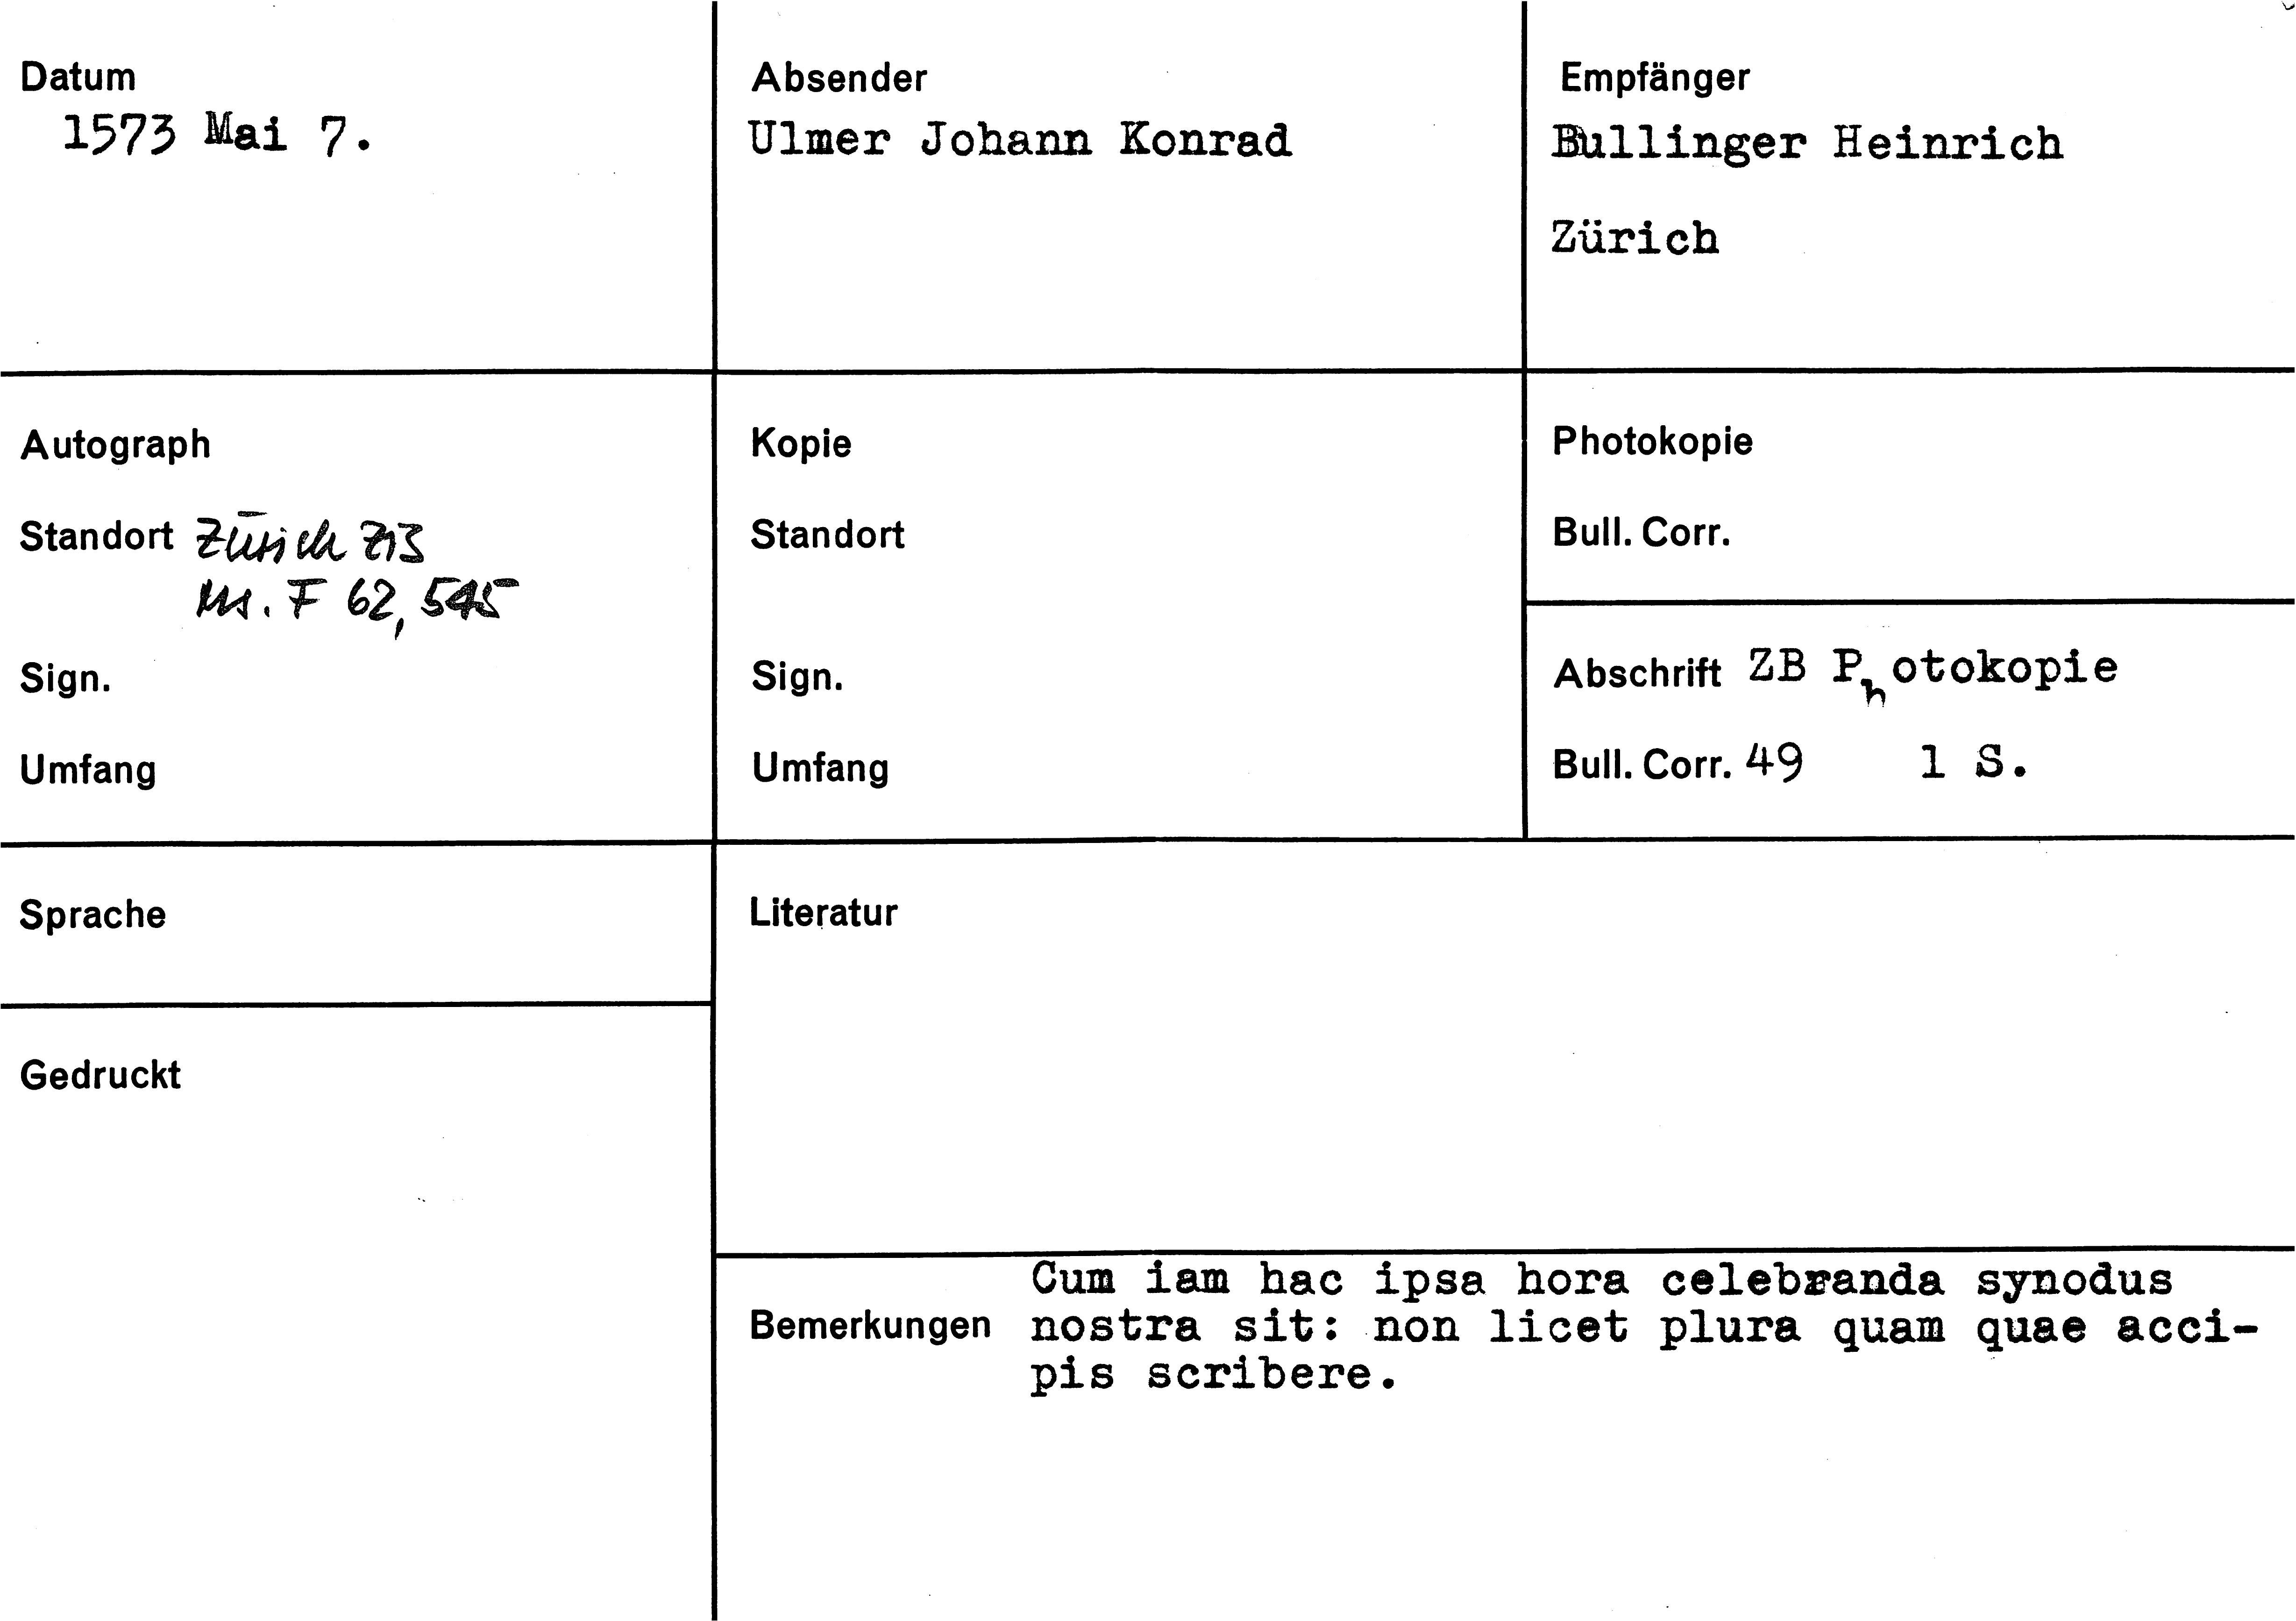 Datum
1573 Mai 7.
Absender
Ulmer Johann Konrad
Empfänger
Bullinger Heinrich
Zürich
Autograph
Standort Zürich ZB
Ms. F 62, 545
Sign.
Umfang
Kopie
Standort
Sign.
Umfang
Photokopie
Bull. Corr.
Abschrift ZB Photokopie
Bull. Corr. 49 1 S.
Sprache
Literatur
Gedruckt
Bemerkungen
Cum iam hac ipsa hora celebranda synodus
nostra sit: non licet plura quam quae acci-
pis scribere.